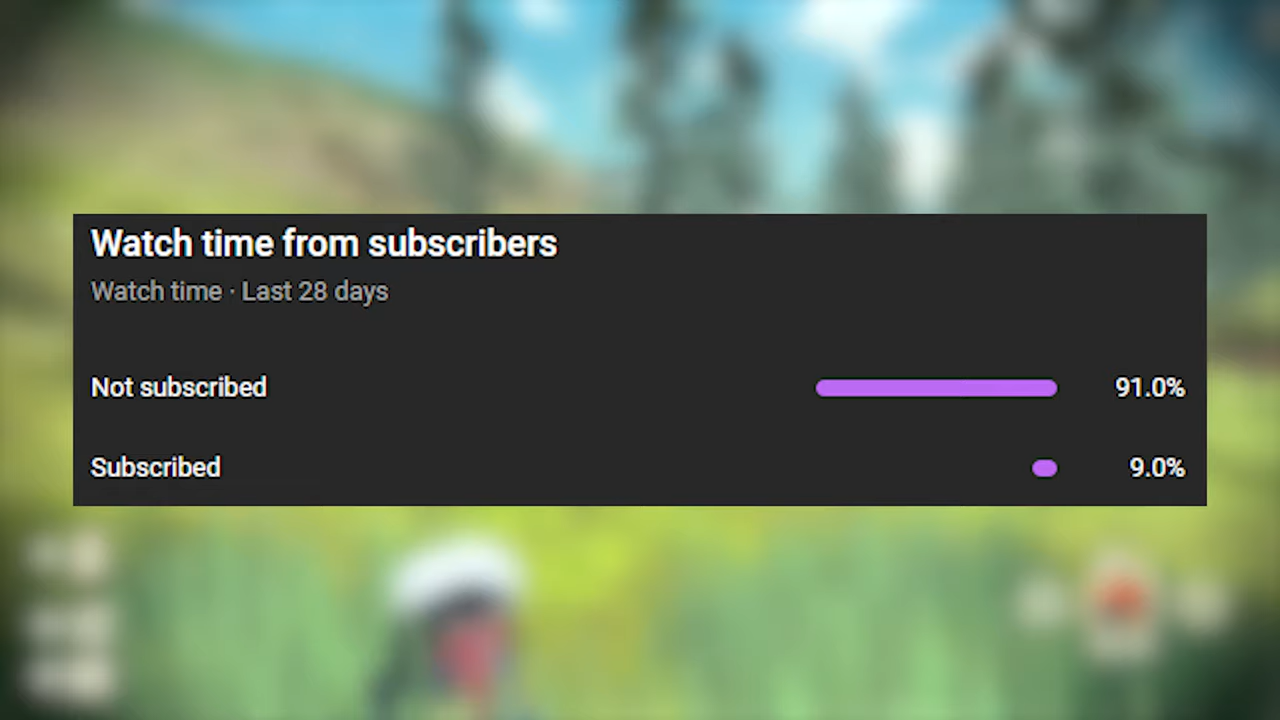 Watch time from subscribers
Watch time · Last 28 days
Not subscribed 91.0%
Subscribed 9.0%